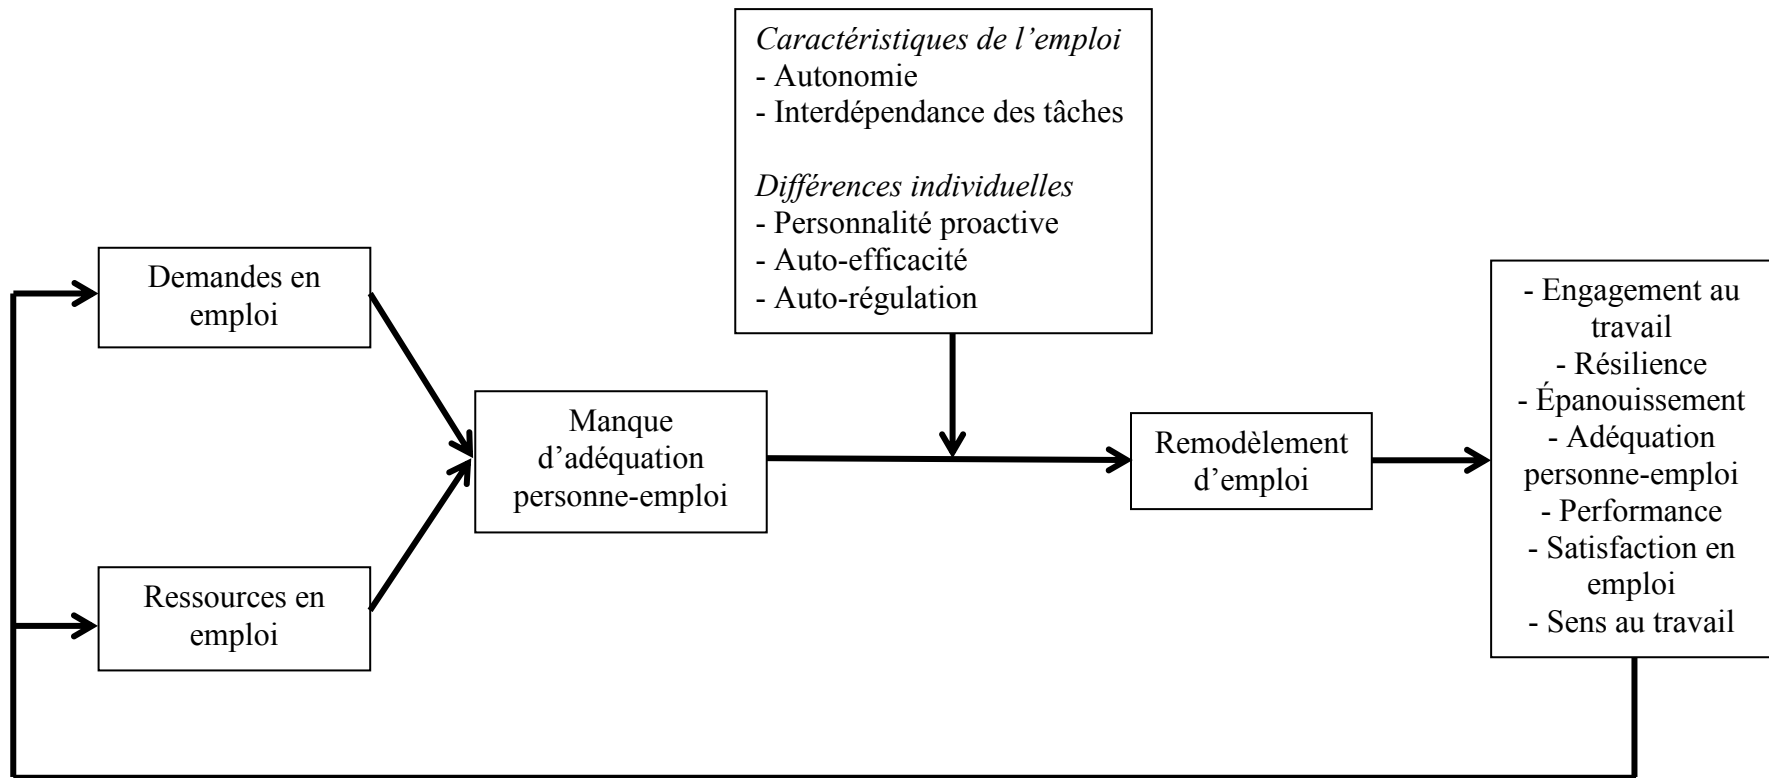 Caractéristiques de l’emploi
- Autonomie
- Interdépendance des tâches
Différences individuelles
- Personnalité proactive
- Auto-efficacité
- Auto-régulation
Demandes en
emploi
Ressources en
emploi
Manque
d’adéquation
personne-emploi
Remodèlement
d’emploi
- Engagement au
travail
- Résilience
- Épanouissement
- Adéquation
personne-emploi
- Performance
- Satisfaction en
emploi
- Sens au travail